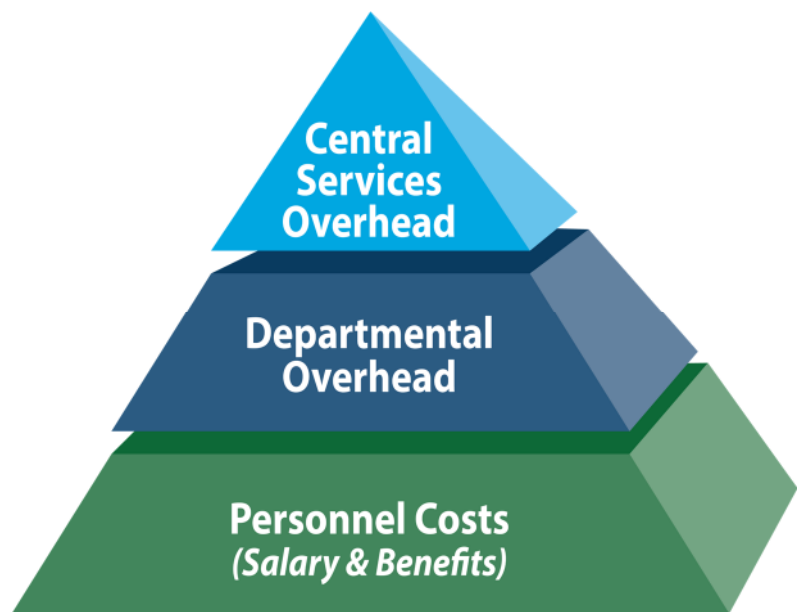 Central
Services
Overhead
Departmental
Overhead
Personnel Costs
(Salary & Benefits)